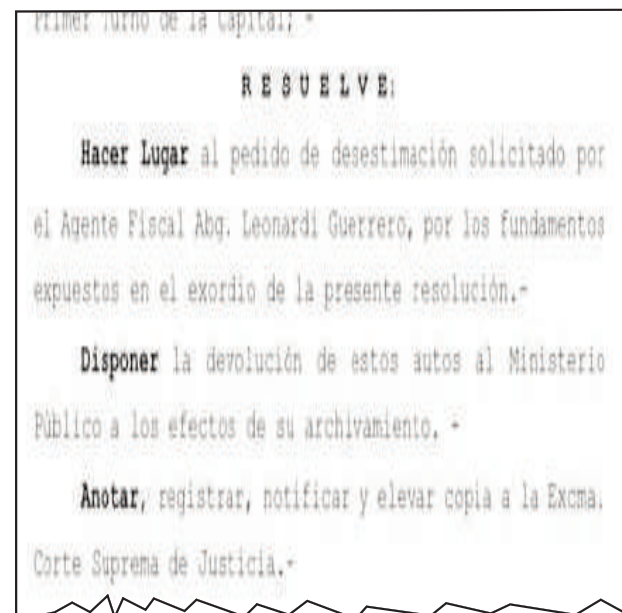 Primer Turno de la Capital; -
R E S U E L V E:
Hacer Lugar al pedido de desestimación solicitado por
el Agente Fiscal Abg. Leonardi Guerrero, por los fundamentos
expuestos en el exordio de la presente resolución.-
Disponer la devolución de estos autos al Ministerio
Público a los efectos de su archivamiento. -
Anotar, registrar, notificar y elevar copia a la Excma.
Corte Suprema de Justicia.-